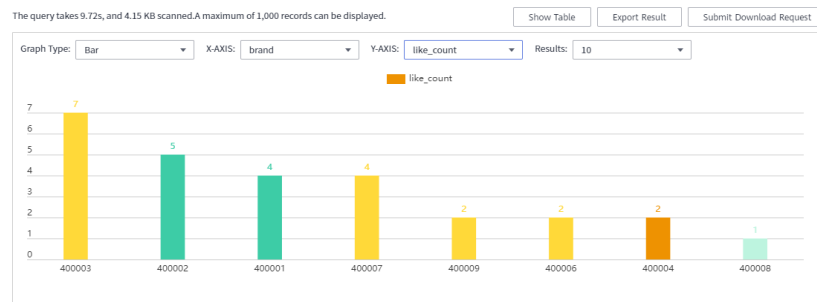 The query takes 9.72s, and 4.15 KB scanned.A maximum of 1,000 records can be displayed.
Show Table
Export Result
Submit Download Request
Graph Type: Bar
X-AXIS: brand
Y-AXIS: like_count
Results: 10
like_count
7
6
5
4
3
2
1
0
7
5
4
4
2
2
2
1
400003 400002 400001 400007 400009 400006 400004 400008